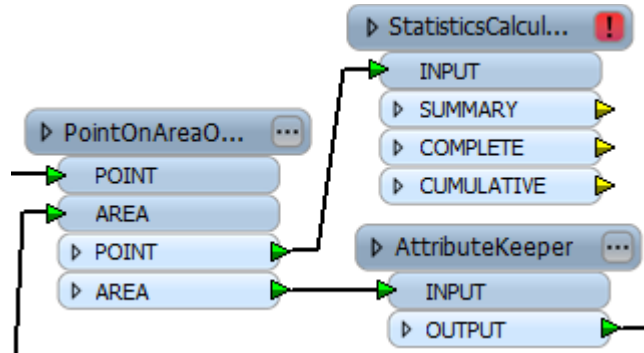 StatisticsCalcul...
INPUT
SUMMARY
COMPLETE
CUMULATIVE
PointOnAreaO...
POINT
AREA
POINT
AREA
AttributeKeeper
INPUT
OUTPUT